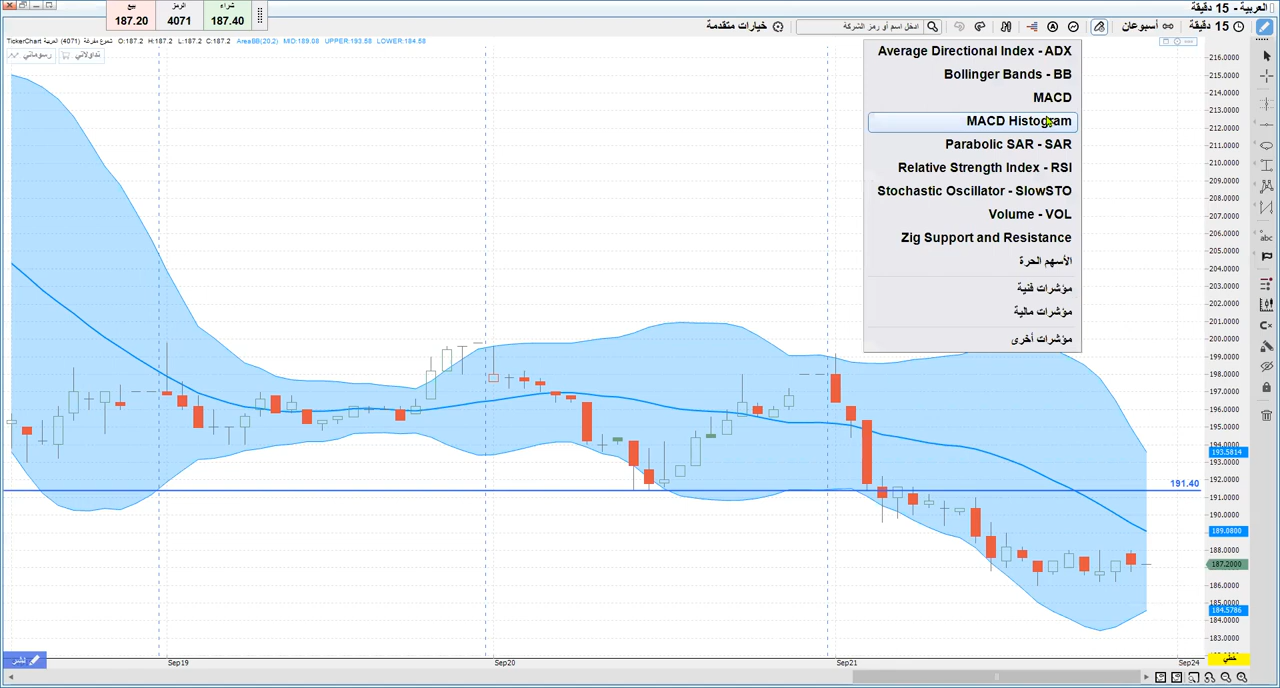 العربية - 15 دقيقة
بيع
187.20
الرمز
4071
شراء
187.40
15 دقيقة
أسبوعان
ادخل اسم أو رمز الشركة
خيارات متقدمة
TickerChart العربية (4071) O:187.2 H:187.2 L:187.2 C:187.2 AreaBB(20,2) MID:189.08 UPPER:193.58 LOWER:184.58
رسوماتي
تداولاتي
Average Directional Index - ADX
Bollinger Bands - BB
MACD
MACD Histogram
Parabolic SAR - SAR
Relative Strength Index - RSI
Stochastic Oscillator - SlowSTO
Volume - VOL
Zig Support and Resistance
الأسهم الحرة
مؤشرات فنية
مؤشرات مالية
مؤشرات أخرى
216.0000
215.0000
214.0000
213.0000
212.0000
211.0000
210.0000
209.0000
208.0000
207.0000
206.0000
205.0000
204.0000
203.0000
202.0000
201.0000
200.0000
199.0000
198.0000
197.0000
196.0000
195.0000
194.0000
193.5814
193.0000
192.0000
191.40
191.0000
190.0000
189.0800
188.0000
187.2000
186.0000
185.0000
184.5786
184.0000
183.0000
abc
خطي
Sep19
Sep20
Sep21
Sep24